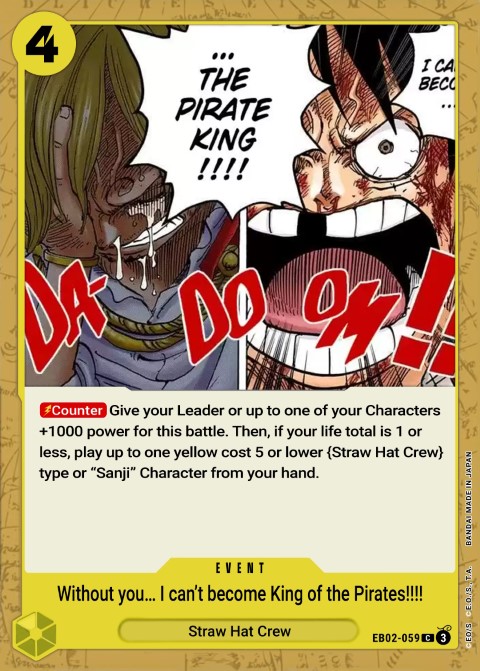 4
...
THE
PIRATE
KING
!!!!
I CA
BECO
...
DA-
DO
OM!!
⚡Counter Give your Leader or up to one of your Characters
+1000 power for this battle. Then, if your life total is 1 or
less, play up to one yellow cost 5 or lower {Straw Hat Crew}
type or “Sanji” Character from your hand.
EVENT
Without you... I can’t become King of the Pirates!!!!
Straw Hat Crew
EB02-059 C 3
©E.O./S. ©E.O./S.,T.A. BANDAI MADE IN JAPAN